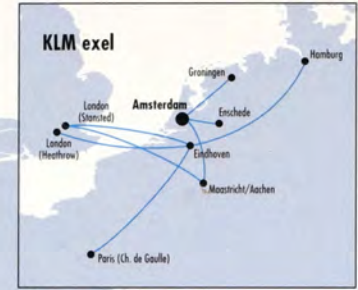 KLM exel
Hamburg
Groningen
London
(Stansted)
Amsterdam
Enschede
London
(Heathrow)
Eindhoven
Maastricht/Aachen
Paris (Ch. de Gaulle)